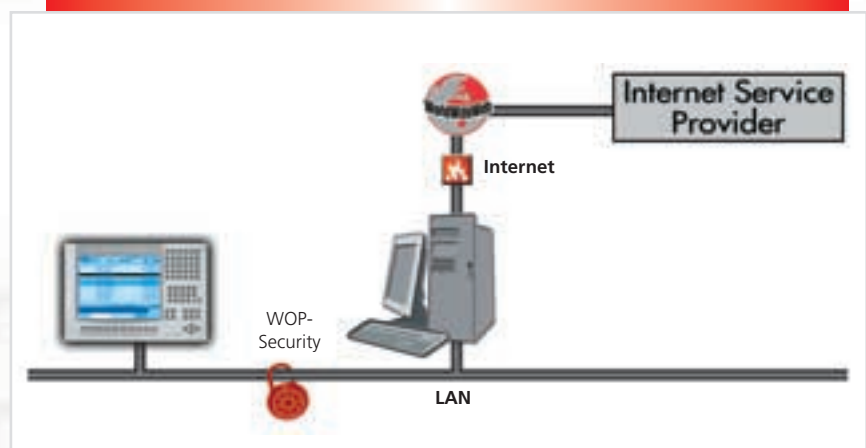 Internet Service
Provider
Internet
WOP-
Security
LAN